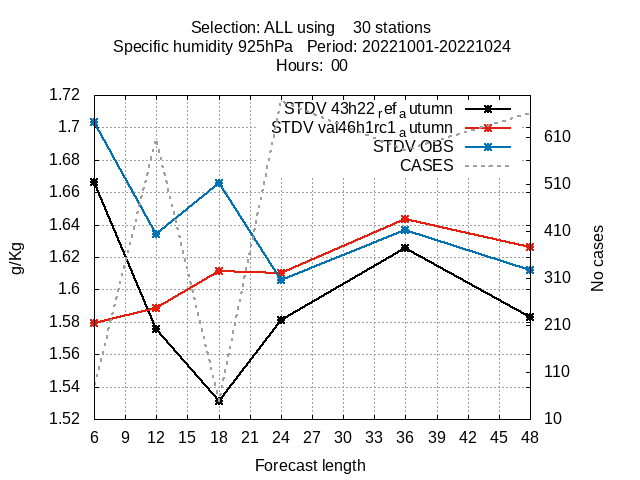 Selection: ALL using    30 stations
Specific humidity 925hPa   Period: 20221001-20221024
Hours:  00
STDV 43h22ref_autumn
STDV vai46h1rc1_autumn
STDV OBS
CASES
1.72
1.7
1.68
1.66
1.64
1.62
1.6
1.58
1.56
1.54
1.52
g/Kg
610
510
410
310
210
110
10
No cases
6 9 12 15 18 21 24 27 30 33 36 39 42 45 48
Forecast length